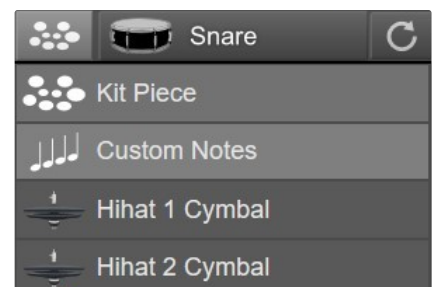 Snare
Kit Piece
Custom Notes
Hihat 1 Cymbal
Hihat 2 Cymbal